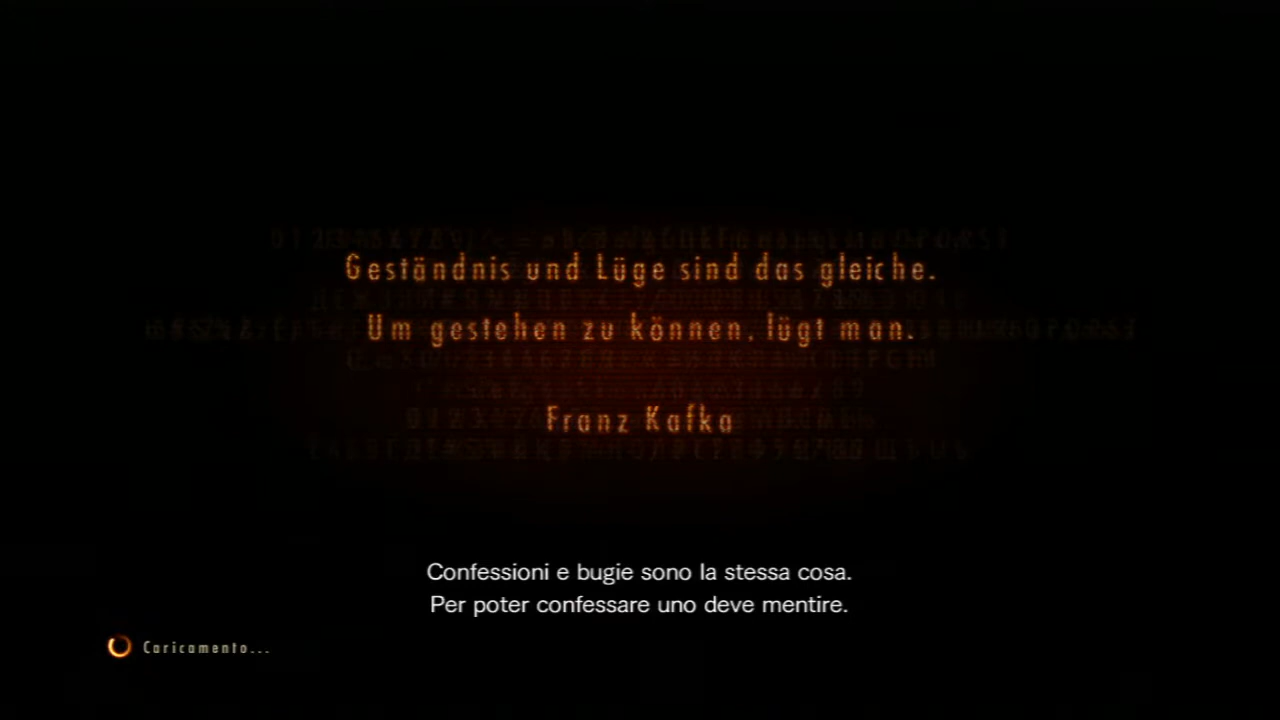 Geständnis und Lüge sind das gleiche.
Um gestehen zu können, lügt man.
Franz Kafka
Confessioni e bugie sono la stessa cosa.
Per poter confessare uno deve mentire.
Caricamento...